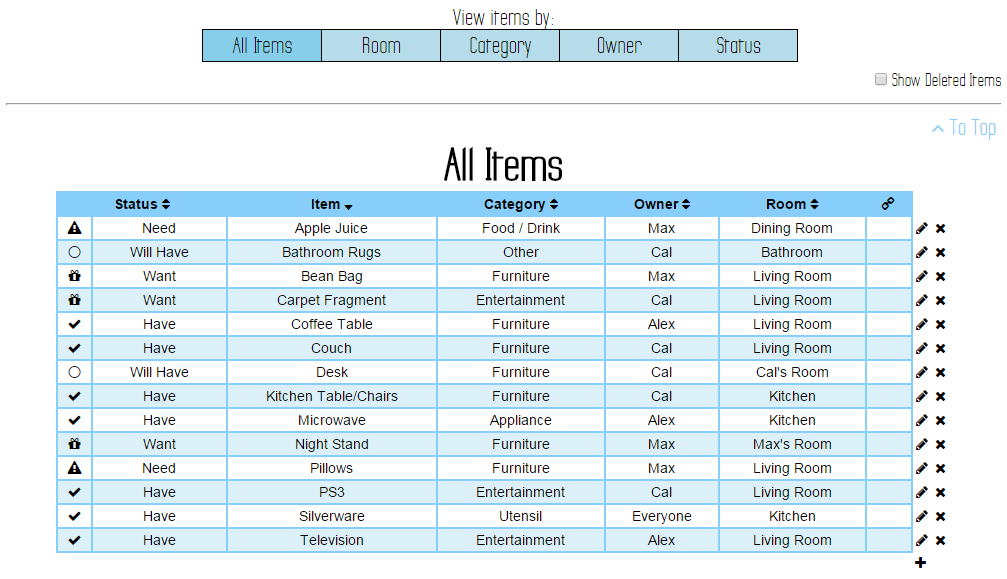 View items by:
All Items Room Category Owner Status
Show Deleted Items
To Top
All Items
Status Item Category Owner Room
Need Apple Juice Food / Drink Max Dining Room
Will Have Bathroom Rugs Other Cal Bathroom
Want Bean Bag Furniture Max Living Room
Want Carpet Fragment Entertainment Cal Living Room
Have Coffee Table Furniture Alex Living Room
Have Couch Furniture Cal Living Room
Will Have Desk Furniture Cal Cal's Room
Have Kitchen Table/Chairs Furniture Cal Kitchen
Have Microwave Appliance Alex Kitchen
Want Night Stand Furniture Max Max's Room
Need Pillows Furniture Max Living Room
Have PS3 Entertainment Cal Living Room
Have Silverware Utensil Everyone Kitchen
Have Television Entertainment Alex Living Room